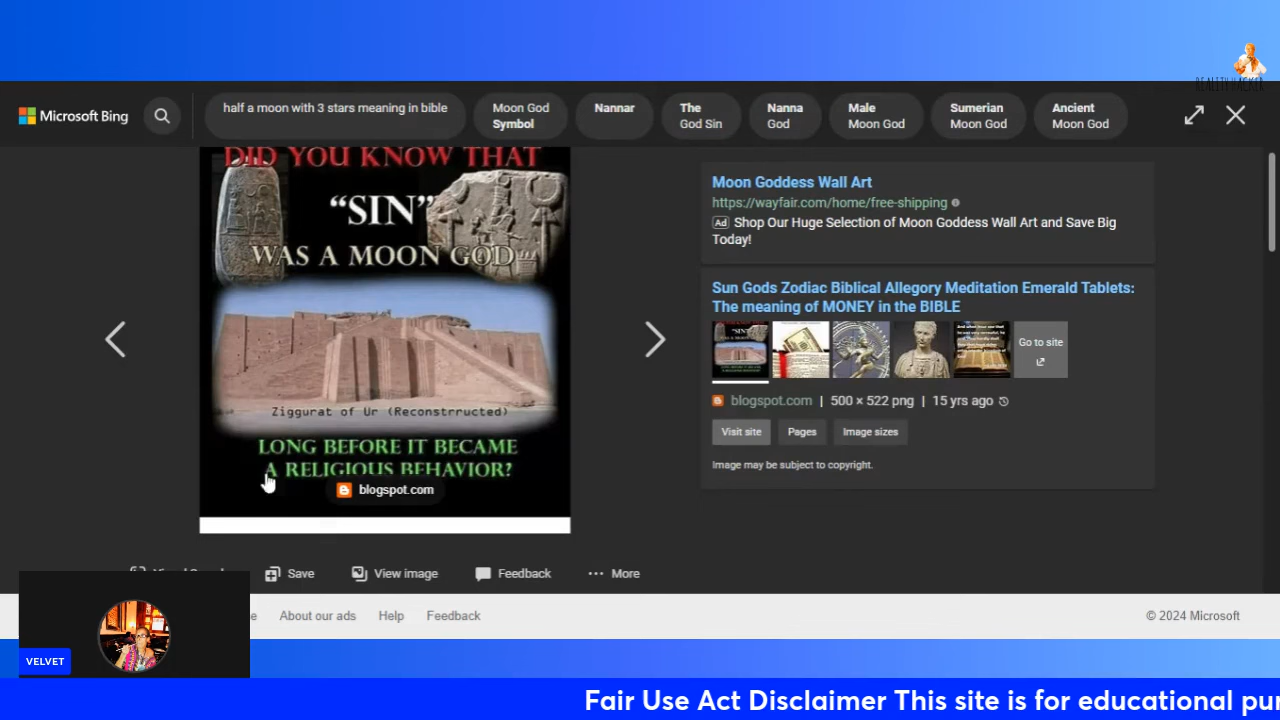 REALITY HACKER
Microsoft Bing
half a moon with 3 stars meaning in bible
Moon God
Symbol
Nannar
The
God Sin
Nanna
God
Male
Moon God
Sumerian
Moon God
Ancient
Moon God
DID YOU KNOW THAT
“SIN”
WAS A MOON GOD
Ziggurat of Ur (Reconstrructed)
LONG BEFORE IT BECAME
A RELIGIOUS BEHAVIOR?
blogspot.com
Moon Goddess Wall Art
https://wayfair.com/home/free-shipping
Ad Shop Our Huge Selection of Moon Goddess Wall Art and Save Big
Today!
Sun Gods Zodiac Biblical Allegory Meditation Emerald Tablets:
The meaning of MONEY in the BIBLE
"SIN"
Go to site
blogspot.com | 500 × 522 png | 15 yrs ago
Visit site
Pages
Image sizes
Image may be subject to copyright.
Save
View image
Feedback
More
About our ads
Help
Feedback
© 2024 Microsoft
VELVET
Fair Use Act Disclaimer This site is for educational pur